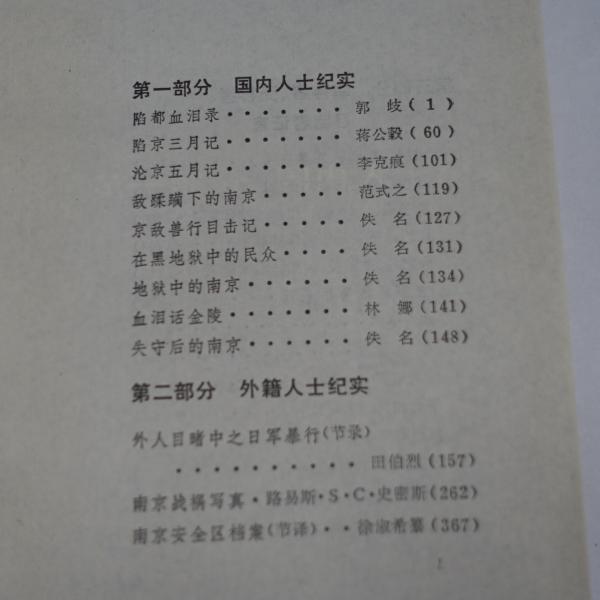 第一部分 国内人士纪实
陷都血泪录・・・・・・・郭 歧(1)
陷京三月记・・・・・・・蒋公穀(60)
沦京五月记・・・・・・・李克痕(101)
敌蹂躏下的南京・・・・・范式之(119)
京敌兽行目击记・・・・・佚 名(127)
在黑地狱中的民众・・・・佚 名(131)
地狱中的南京・・・・・・佚 名(134)
血泪话金陵・・・・・・・林 娜(141)
失守后的南京・・・・・・佚 名(148)
第二部分 外籍人士纪实
外人目睹中之日军暴行(节录)
・・・・・・・・・・田伯烈(157)
南京战祸写真・路易斯・S・C・史密斯(262)
南京安全区档案(节译)・・徐淑希纂(367)
1